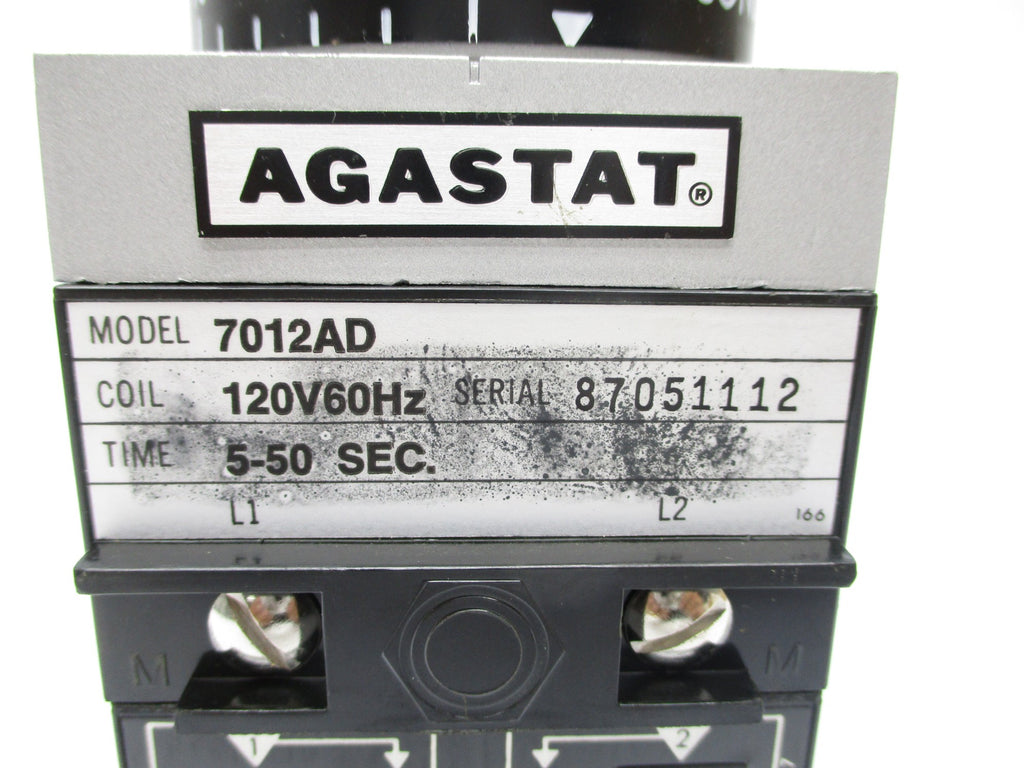 AGASTAT®
MODEL 7012AD
COIL 120V60Hz SERIAL 87051112
TIME 5-50 SEC.
L1 L2 166
M M
1 2